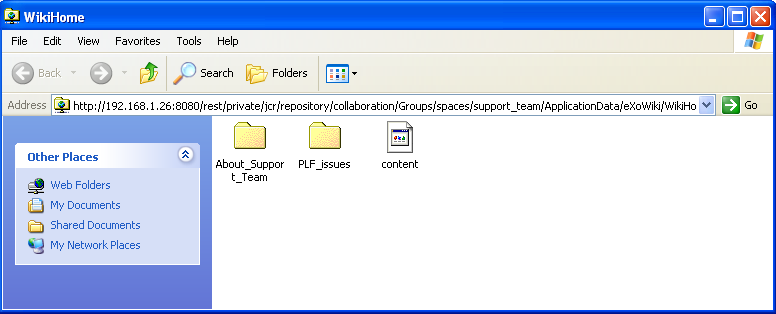 WikiHome
File Edit View Favorites Tools Help
Back Search Folders
Address http://192.168.1.26:8080/rest/private/jcr/repository/collaboration/Groups/spaces/support_team/ApplicationData/eXoWiki/WikiHo Go
Other Places
Web Folders
My Documents
Shared Documents
My Network Places
About_Suppor
t_Team
PLF_issues
content